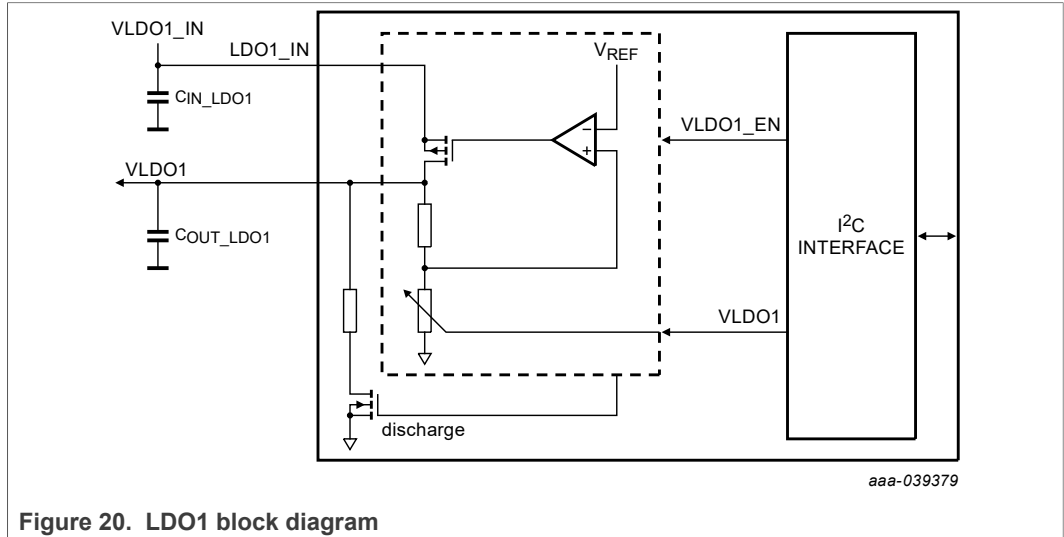 VLDO1_IN
LDO1_IN
VREF
CIN_LDO1
−
+
VLDO1_EN
VLDO1
COUT_LDO1
I2C
INTERFACE
VLDO1
discharge
aaa-039379
Figure 20. LDO1 block diagram